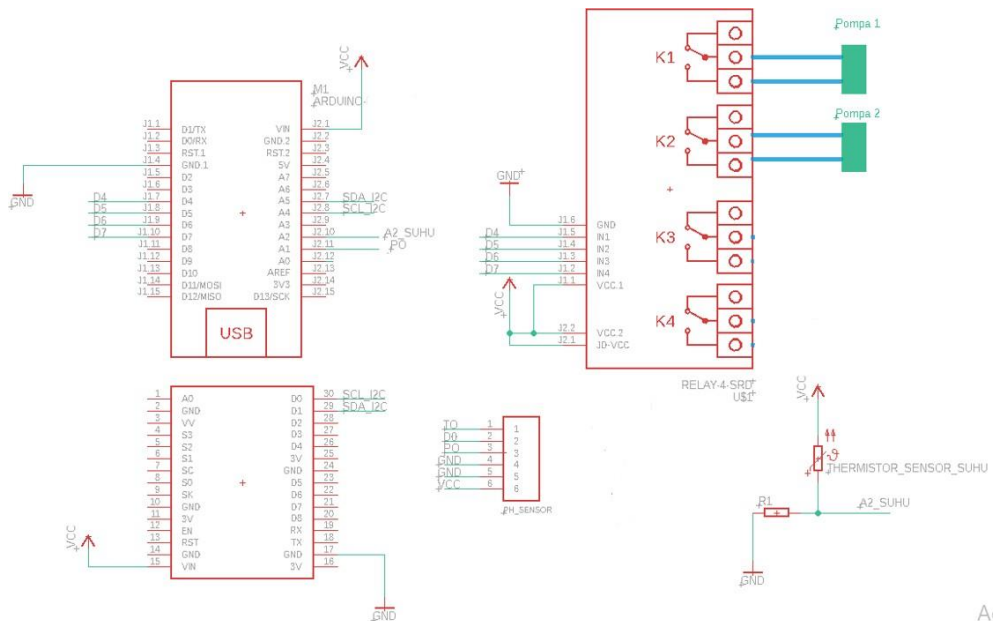 VCC
M1
ARDUINO
J1.1 D1/TX VIN J2.1
J1.2 D0/RX GND.2 J2.2
J1.3 RST.1 RST.2 J2.3
J1.4 GND.1 5V J2.4
J1.5 D2 A7 J2.5
J1.6 D3 A6 J2.6
D4 J1.7 D4 A5 J2.7 SDA_I2C
D5 J1.8 D5 A4 J2.8 SCL_I2C
D6 J1.9 D6 A3 J2.9
D7 J1.10 D7 A2 J2.10 A2_SUHU
J1.11 D8 A1 J2.11 PO
J1.12 D9 A0 J2.12
J1.13 D10 AREF J2.13
J1.14 D11/MOSI 3V3 J2.14
J1.15 D12/MISO D13/SCK J2.15
GND
USB
Pompa 1
K1
Pompa 2
K2
K3
K4
GND
J1.6 GND
D4 J1.5 IN1
D5 J1.4 IN2
D6 J1.3 IN3
D7 J1.2 IN4
J1.1 VCC.1
VCC
J2.2 VCC.2
J2.1 JD-VCC
RELAY-4-SRD
U$1
1 A0 D0 30 SCL_I2C
2 GND D1 29 SDA_I2C
3 VV D2 28
4 S3 D3 27
5 S2 D4 26
6 S1 3V 25
7 SC GND 24
8 S0 D5 23
9 SK D6 22
10 GND D7 21
11 3V D8 20
12 EN RX 19
13 RST TX 18
14 GND GND 17
15 VIN 3V 16
VCC
GND
TO 1 1
D0 2 2
PO 3 3
GND 4 4
GND 5 5
VCC 6 6
PH_SENSOR
VCC
THERMISTOR_SENSOR_SUHU
R1
A2_SUHU
GND